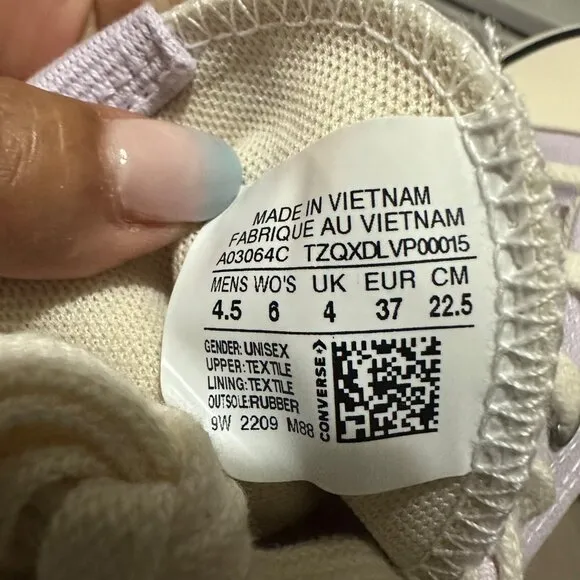 MADE IN VIETNAM
FABRIQUE AU VIETNAM
A03064C TZQXDLVP00015
MENS WO'S UK EUR CM
4.5 6 4 37 22.5
GENDER: UNISEX
UPPER: TEXTILE
LINING: TEXTILE
OUTSOLE:RUBBER
9W 2209 M88
CONVERSE